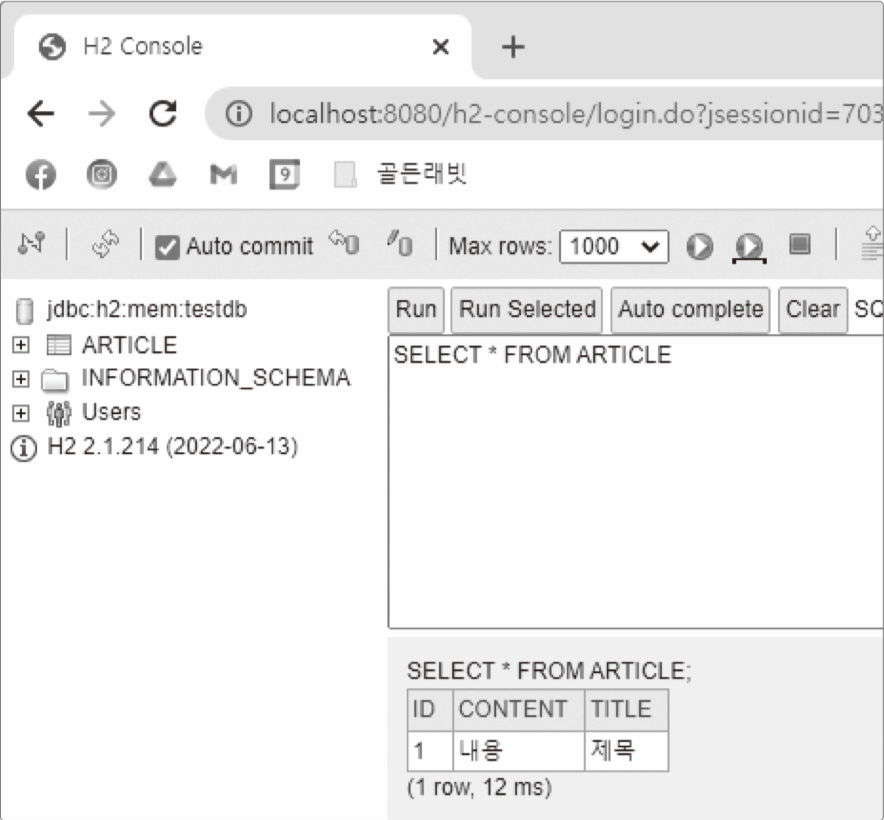 H2 Console
localhost:8080/h2-console/login.do?jsessionid=703
9 골든래빗
Auto commit Max rows: 1000
jdbc:h2:mem:testdb
ARTICLE
INFORMATION_SCHEMA
Users
H2 2.1.214 (2022-06-13)
Run Run Selected Auto complete Clear SQ
SELECT * FROM ARTICLE
SELECT * FROM ARTICLE;
ID CONTENT TITLE
1 내용 제목
(1 row, 12 ms)